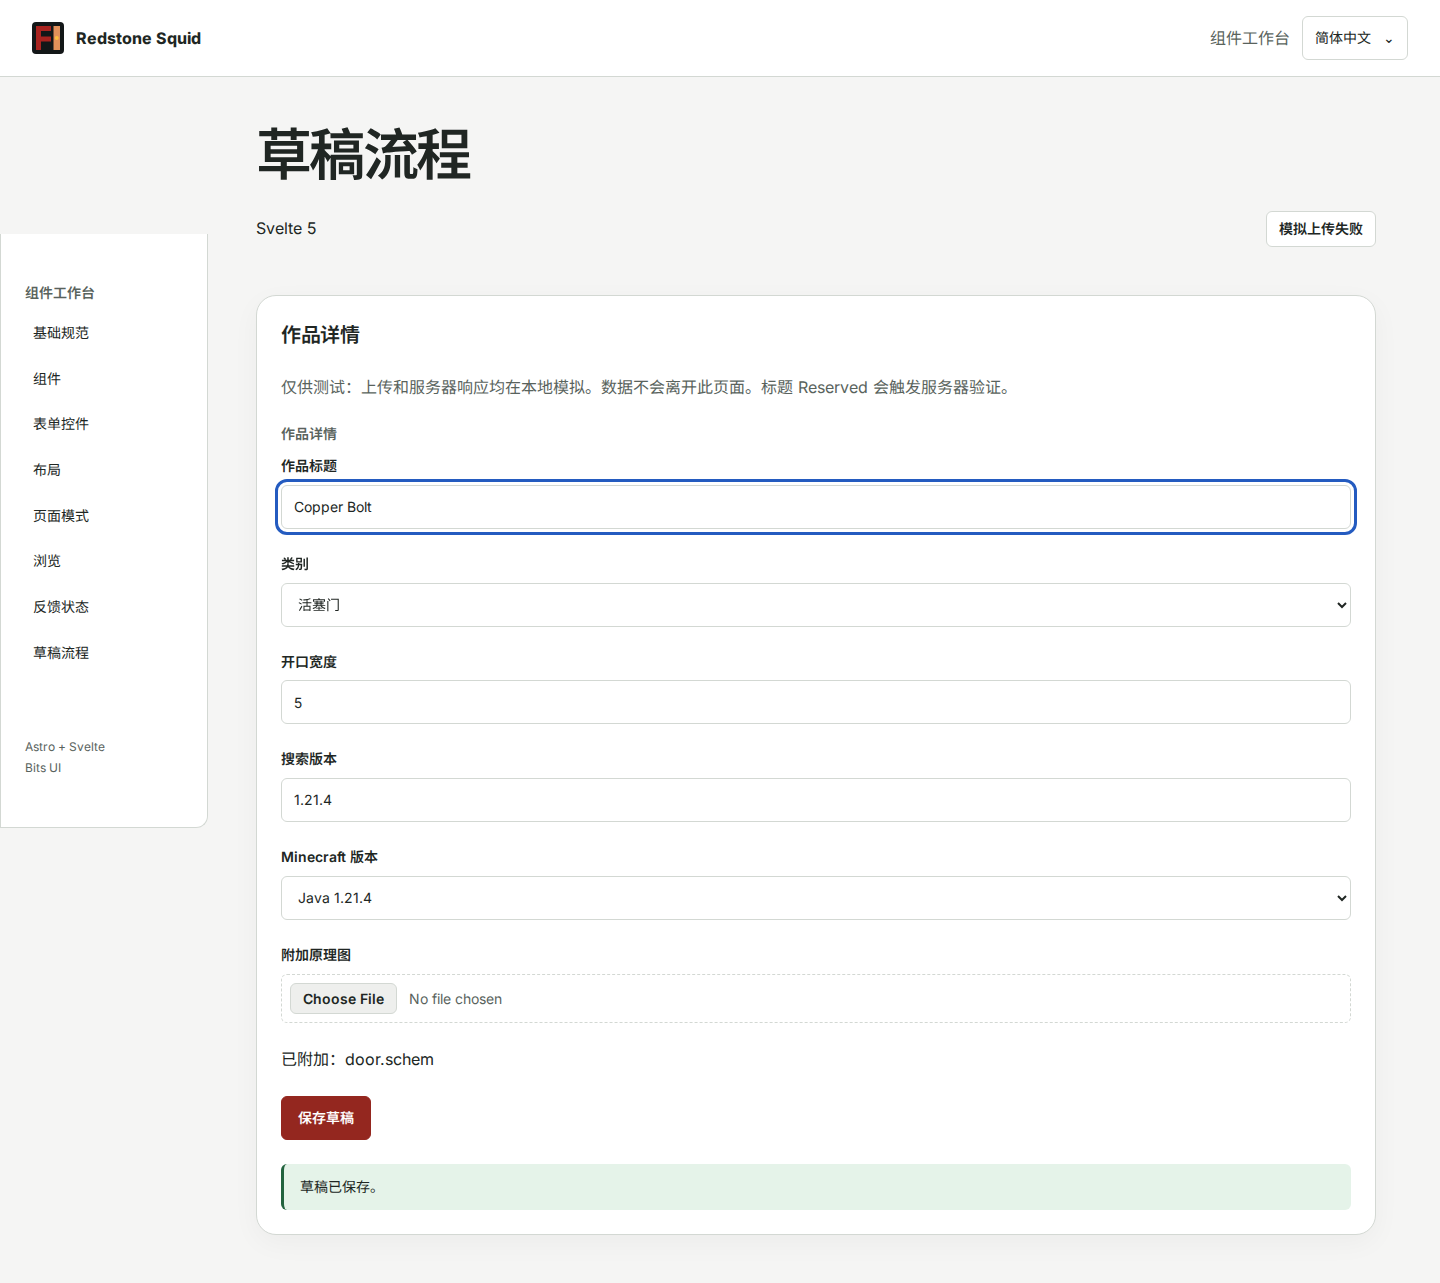 Redstone Squid
组件工作台
简体中文
草稿流程
Svelte 5
模拟上传失败
组件工作台
基础规范
组件
表单控件
布局
页面模式
浏览
反馈状态
草稿流程
Astro + Svelte
Bits UI
作品详情
仅供测试：上传和服务器响应均在本地模拟。数据不会离开此页面。标题 Reserved 会触发服务器验证。
作品详情
作品标题
Copper Bolt
类别
活塞门
开口宽度
5
搜索版本
1.21.4
Minecraft 版本
Java 1.21.4
附加原理图
Choose File No file chosen
已附加：door.schem
保存草稿
草稿已保存。